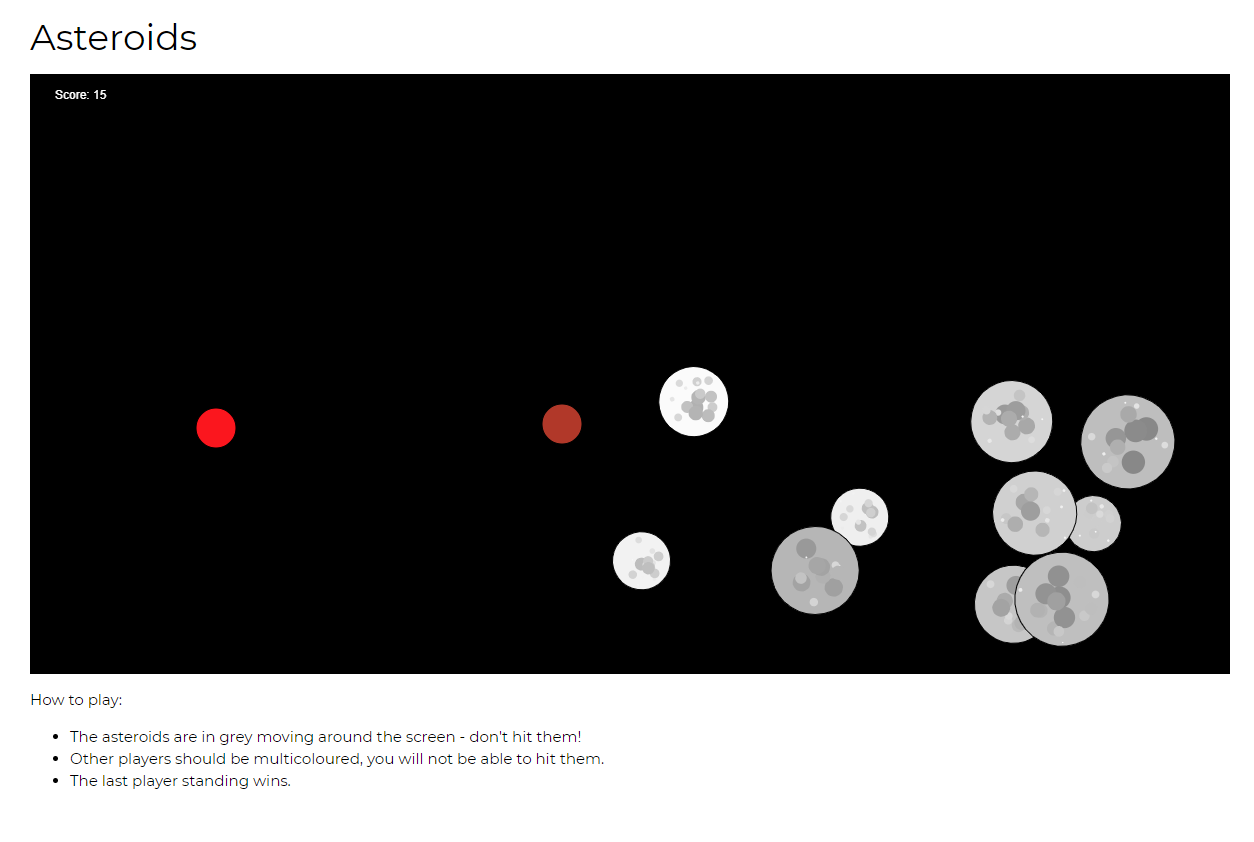 Asteroids
Score: 15
How to play:
The asteroids are in grey moving around the screen - don't hit them!
Other players should be multicoloured, you will not be able to hit them.
The last player standing wins.